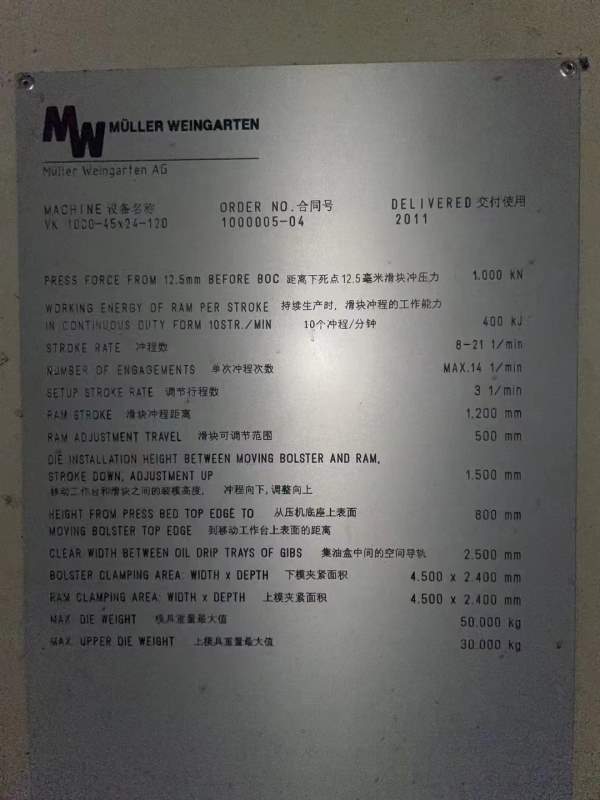 MW MÜLLER WEINGARTEN
Müller Weingarten AG
MACHINE 设备名称 ORDER NO. 合同号 DELIVERED 交付使用
VK 1000-45x24-120 1000005-04 2011
PRESS FORCE FROM 12.5mm BEFORE BDC 距离下死点12.5毫米滑块冲压力 1.000 KN
WORKING ENERGY OF RAM PER STROKE 持续生产时, 滑块冲程的工作能力
IN CONTINUOUS DUTY FORM 10STR./MIN 10个冲程/分钟 400 KJ
STROKE RATE 冲程数 8-21 1/min
NUMBER OF ENGAGEMENTS 单次冲程次数 MAX.14 1/min
SETUP STROKE RATE 调节行程数 3 1/min
RAM STROKE 滑块冲程距离 1.200 mm
RAM ADJUSTMENT TRAVEL 滑块可调节范围 500 mm
DIE INSTALLATION HEIGHT BETWEEN MOVING BOLSTER AND RAM,
STROKE DOWN, ADJUSTMENT UP 1.500 mm
移动工作台和滑块之间的装模高度, 冲程向下,调整向上
HEIGHT FROM PRESS BED TOP EDGE TO 从压机底座上表面 800 mm
MOVING BOLSTER TOP EDGE 到移动工作台上表面的距离
CLEAR WIDTH BETWEEN OIL DRIP TRAYS OF GIBS 集油盒中间的空间导轨 2.500 mm
BOLSTER CLAMPING AREA: WIDTH x DEPTH 下模夹紧面积 4.500 x 2.400 mm
RAM CLAMPING AREA: WIDTH x DEPTH 上模夹紧面积 4.500 x 2.400 mm
MAX. DIE WEIGHT 模具重量最大值 50.000 kg
MAX. UPPER DIE WEIGHT 上模具重量最大值 30.000 kg